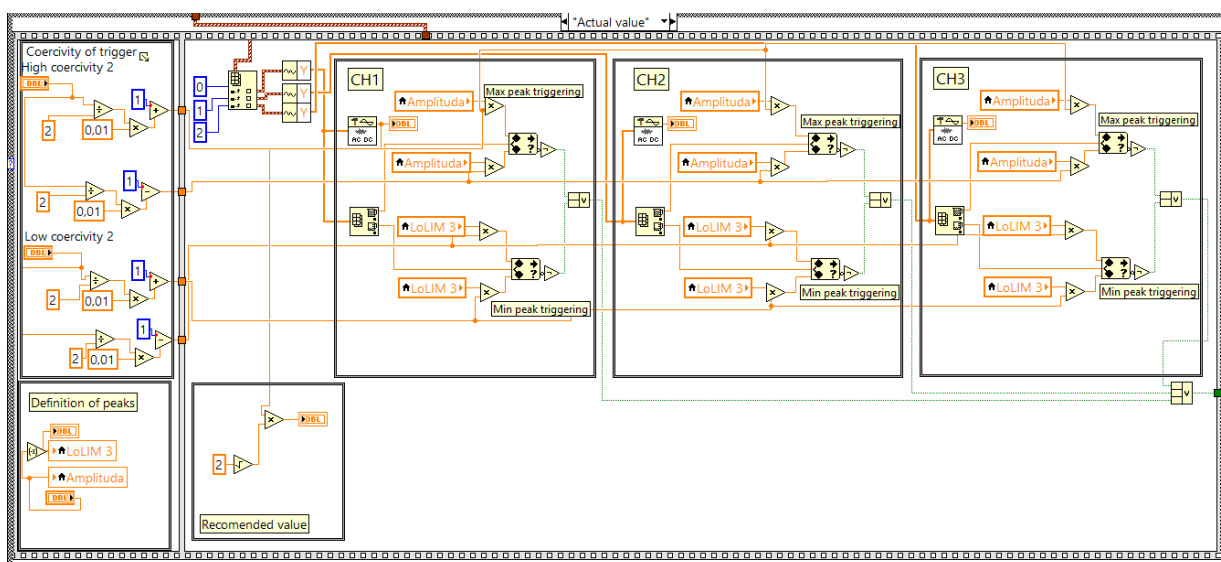 "Actual value"
Coercivity of trigger
High coercivity 2
DBL
2
0,01
1
2
0,01
1
Low coercivity 2
DBL
2
0,01
1
2
0,01
1
Definition of peaks
DBL
LoLIM 3
Amplituda
DBL
0
1
2
Y
Y
Y
CH1
Max peak triggering
Amplituda
AC DC
DBL
Amplituda
LoLIM 3
LoLIM 3
Min peak triggering
CH2
Amplituda
Max peak triggering
AC DC
DBL
Amplituda
LoLIM 3
LoLIM 3
Min peak triggering
CH3
Amplituda
Max peak triggering
AC DC
DBL
Amplituda
LoLIM 3
LoLIM 3
Min peak triggering
DBL
2
Recomended value